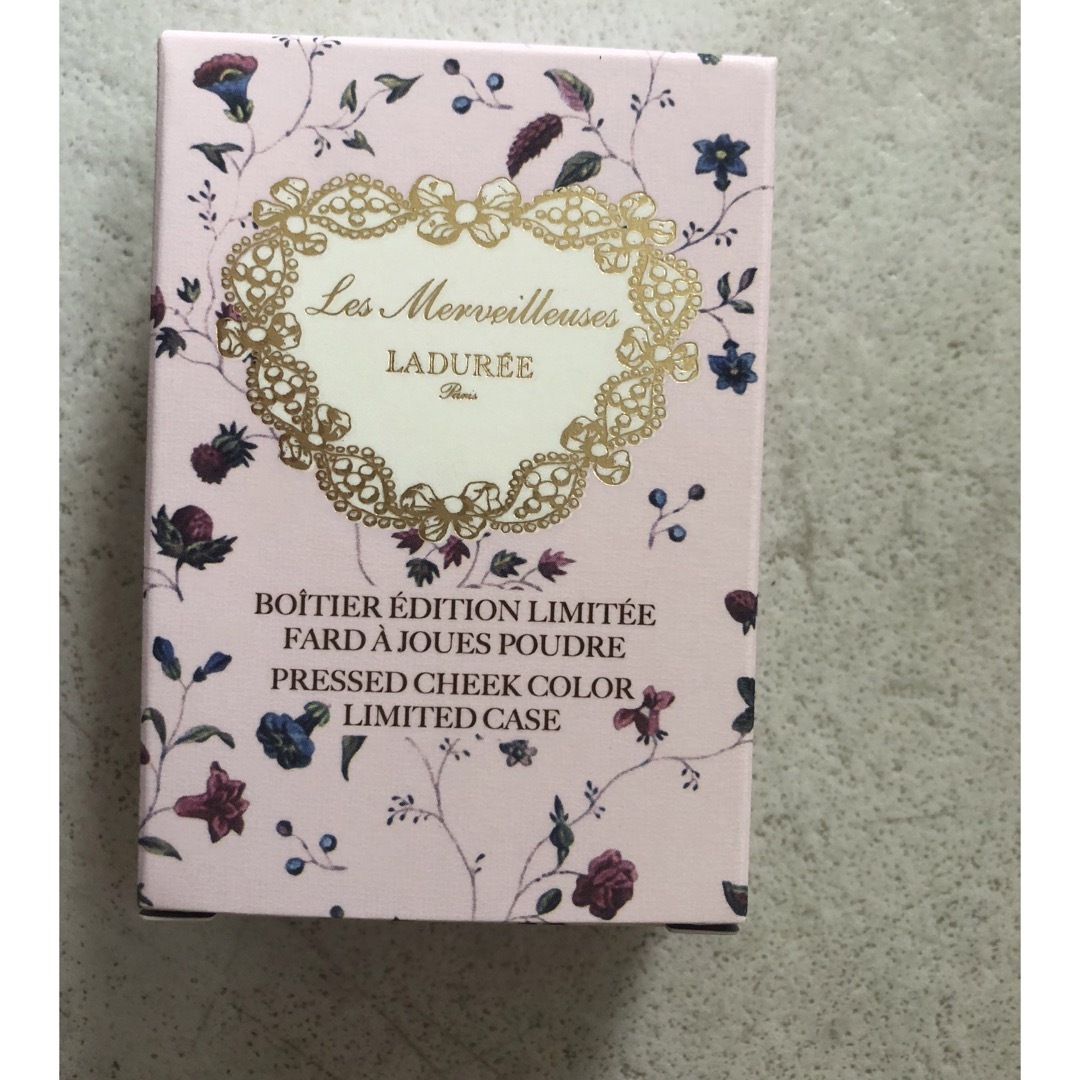 Les Merveilleuses
LADURÉE
Paris
BOÎTIER ÉDITION LIMITÉE
FARD À JOUES POUDRE
PRESSED CHEEK COLOR
LIMITED CASE